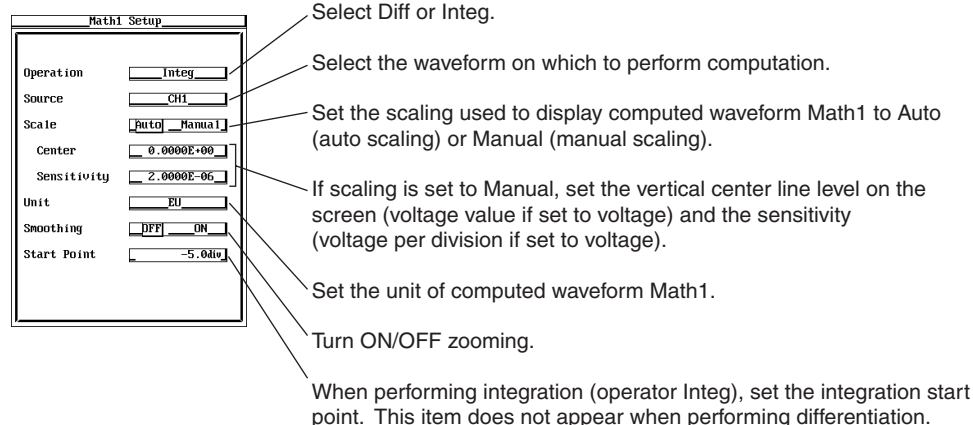 Math1 Setup
Operation Integ
Source CH1
Scale Auto Manual
Center 0.0000E+00
Sensitivity 2.0000E-06
Unit EU
Smoothing OFF ON
Start Point -5.0div
Select Diff or Integ.
Select the waveform on which to perform computation.
Set the scaling used to display computed waveform Math1 to Auto
(auto scaling) or Manual (manual scaling).
If scaling is set to Manual, set the vertical center line level on the
screen (voltage value if set to voltage) and the sensitivity
(voltage per division if set to voltage).
Set the unit of computed waveform Math1.
Turn ON/OFF zooming.
When performing integration (operator Integ), set the integration start
point. This item does not appear when performing differentiation.